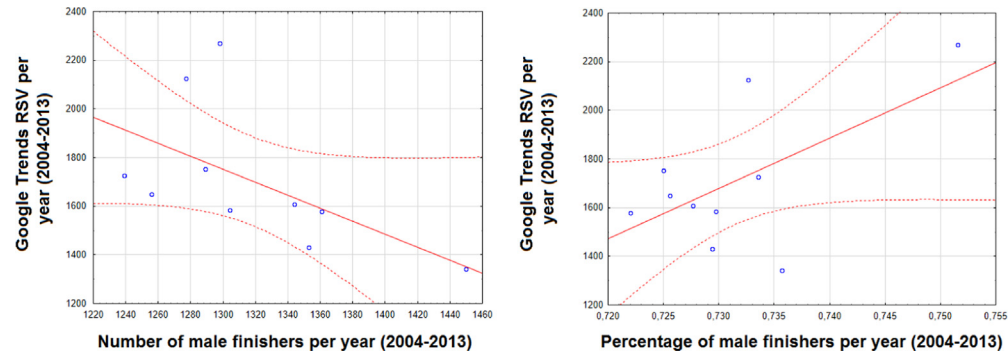 2400
2200
2000
1800
1600
1400
1200
1220 1240 1260 1280 1300 1320 1340 1360 1380 1400 1420 1440 1460
Google Trends RSV per
year (2004-2013)
Number of male finishers per year (2004-2013)
2400
2200
2000
1800
1600
1400
1200
0,720 0,725 0,730 0,735 0,740 0,745 0,750 0,755
Google Trends RSV per
year (2004-2013)
Percentage of male finishers per year (2004-2013)